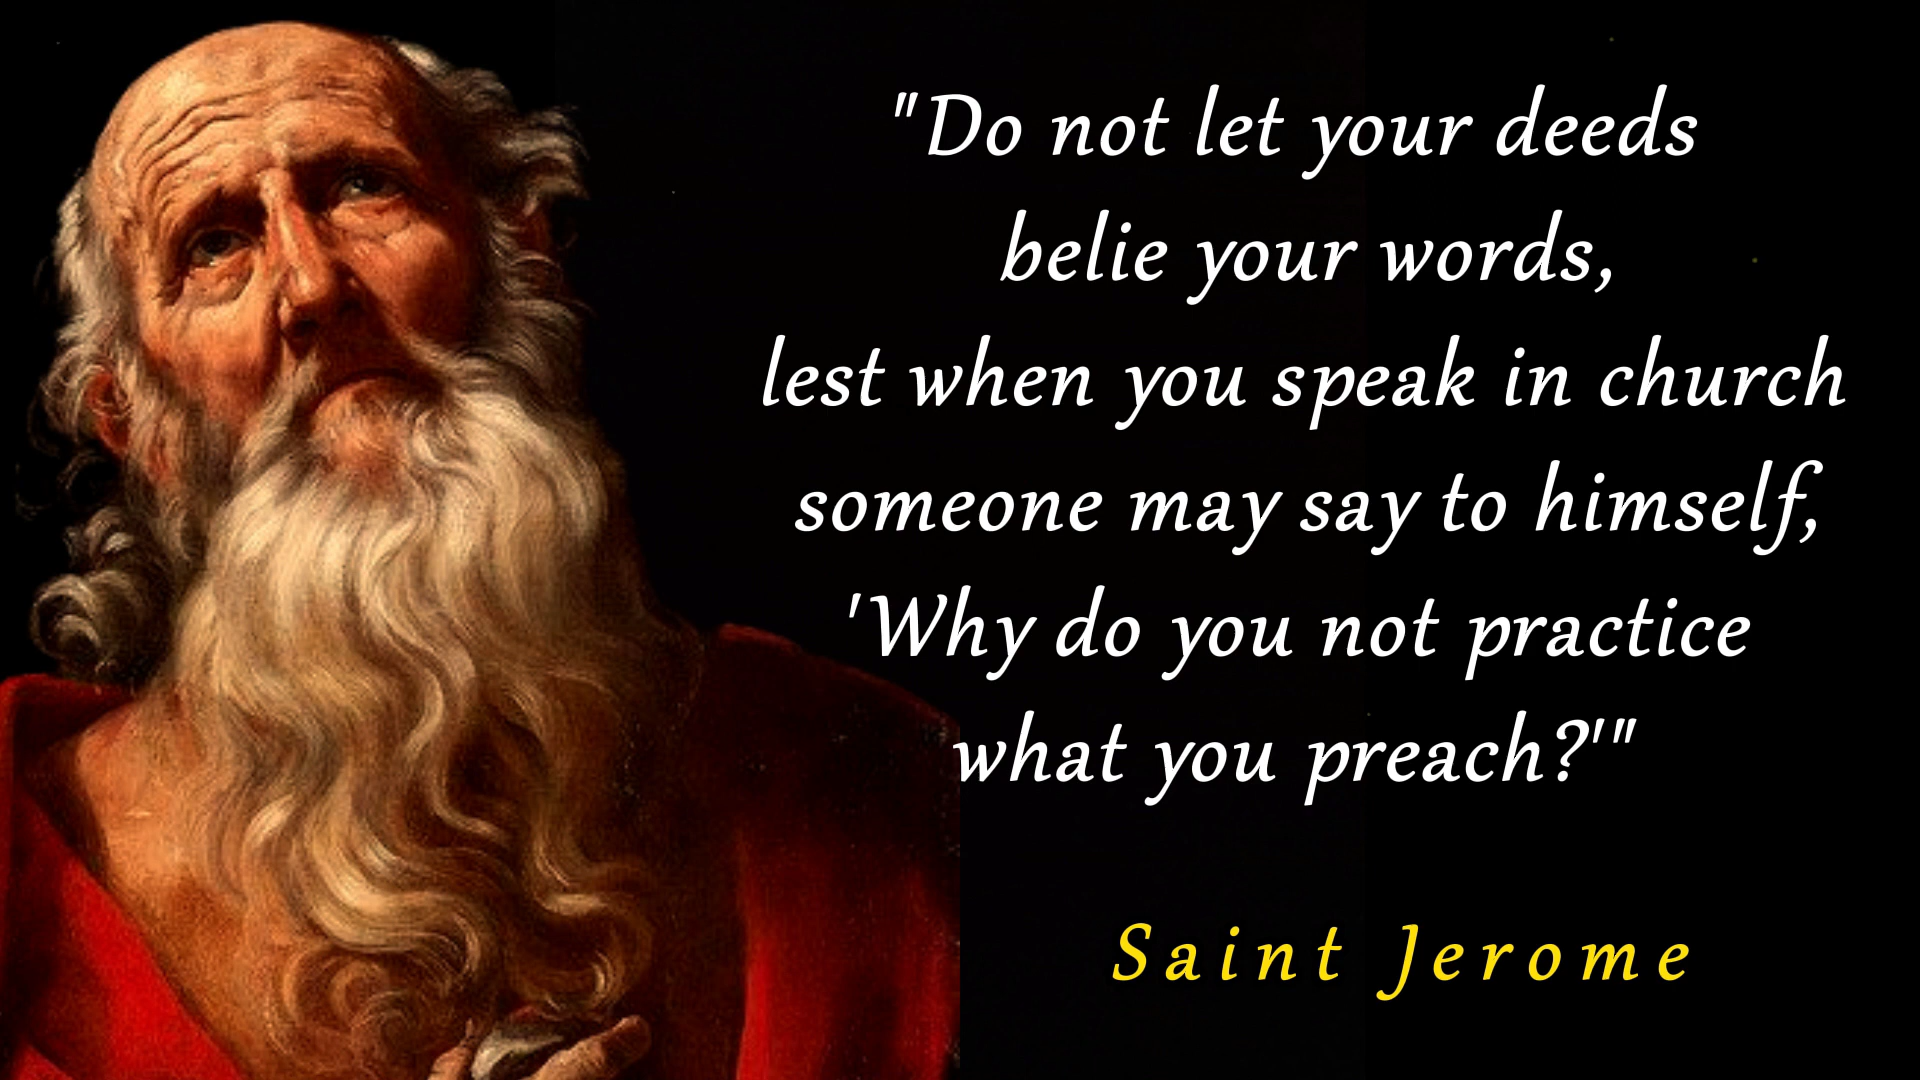 "Do not let your deeds
belie your words,
lest when you speak in church
someone may say to himself,
'Why do you not practice
what you preach?'"
Saint Jerome